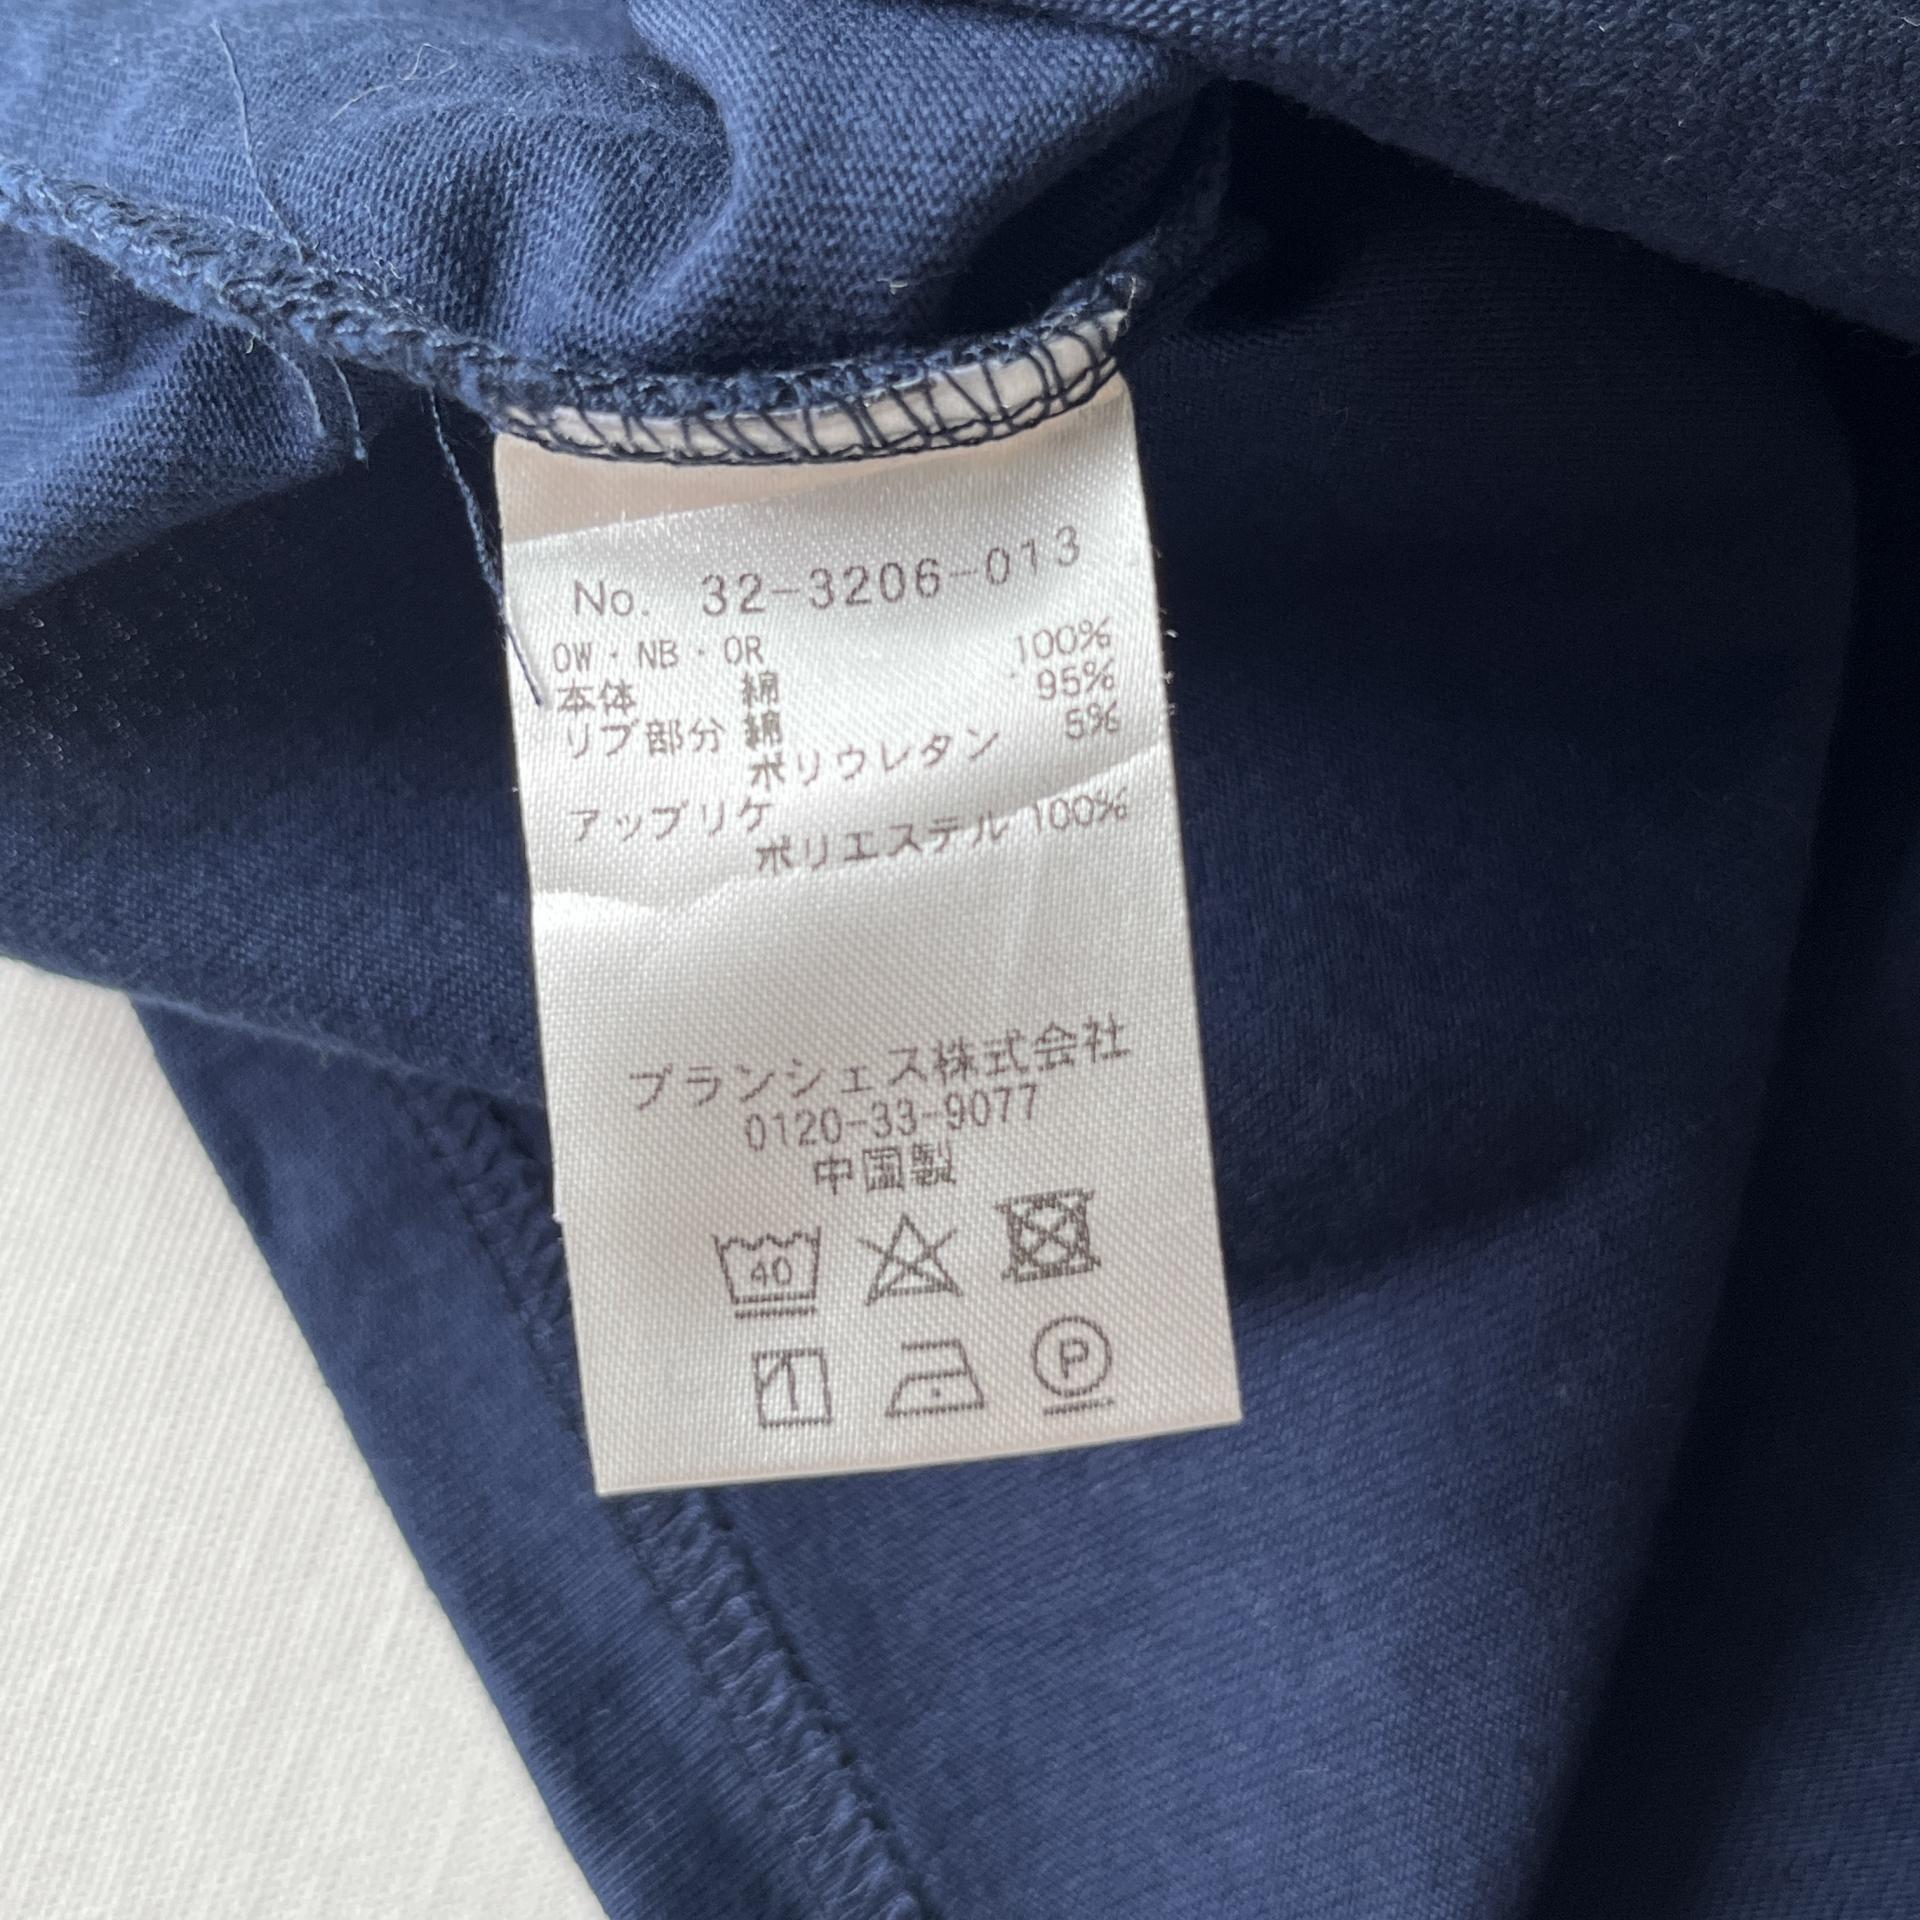 No. 32-3206-013
OW・NB・OR
本体 綿 100%
リブ部分 綿 95%
ポリウレタン 5%
アップリケ
ポリエステル 100%
ブランシェス株式会社
0120-33-9077
中国製
40
P